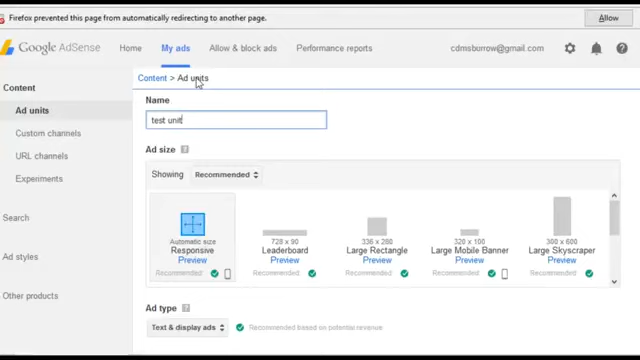 Firefox prevented this page from automatically redirecting to another page.
Allow
Google AdSense
Home
My ads
Allow & block ads
Performance reports
cdmsburrow@gmail.com
Content
Ad units
Custom channels
URL channels
Experiments
Search
Ad styles
Other products
Content > Ad units
Name
test unit
Ad size ?
Showing Recommended
Automatic size
Responsive
Preview
Recommended
728 x 90
Leaderboard
Preview
Recommended
336 x 280
Large Rectangle
Preview
Recommended
320 x 100
Large Mobile Banner
Preview
Recommended
300 x 600
Large Skyscraper
Preview
Recommended
Ad type ?
Text & display ads
Recommended based on potential revenue